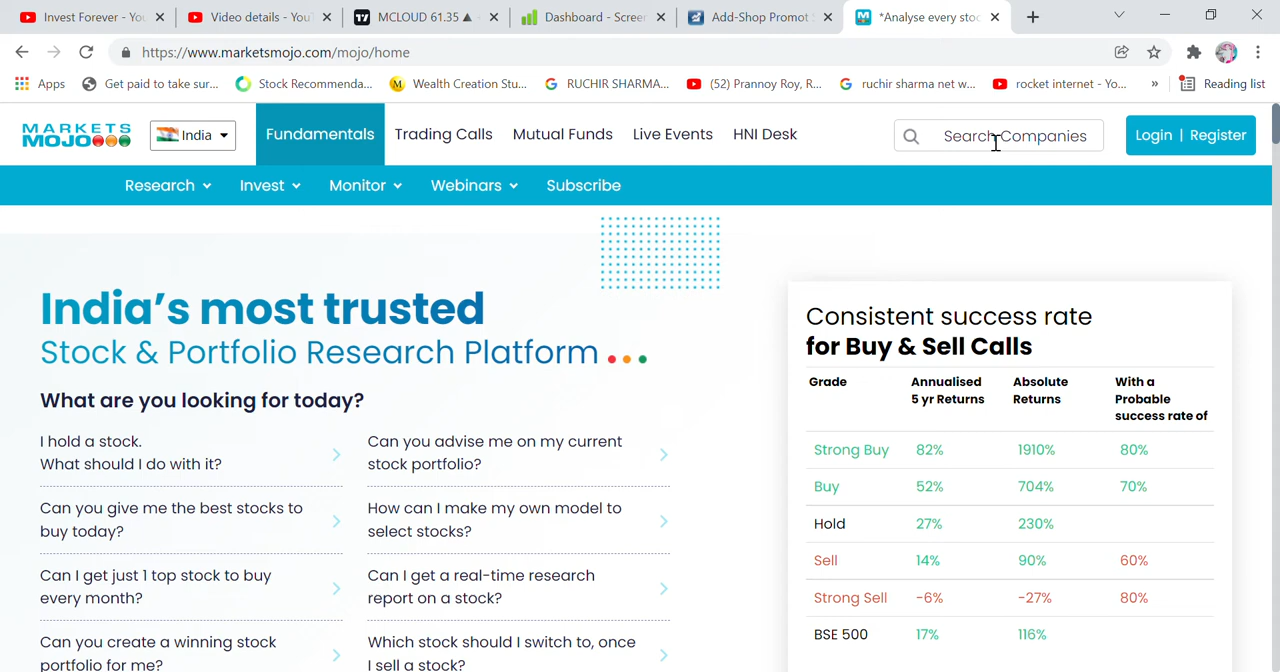 Invest Forever - You
Video details - YouT
MCLOUD 61.35 ▲
Dashboard - Screen
Add-Shop Promot
*Analyse every stoc
https://www.marketsmojo.com/mojo/home
Apps
Get paid to take sur...
Stock Recommenda...
Wealth Creation Stu...
RUCHIR SHARMA...
(52) Prannoy Roy, R...
ruchir sharma net w...
rocket internet - Yo...
»
Reading list
MARKETS
MOJO
India
Fundamentals
Trading Calls
Mutual Funds
Live Events
HNI Desk
Search Companies
Login | Register
Research
Invest
Monitor
Webinars
Subscribe
India's most trusted
Stock & Portfolio Research Platform
What are you looking for today?
I hold a stock.
What should I do with it?
Can you advise me on my current
stock portfolio?
Can you give me the best stocks to
buy today?
How can I make my own model to
select stocks?
Can I get just 1 top stock to buy
every month?
Can I get a real-time research
report on a stock?
Can you create a winning stock
portfolio for me?
Which stock should I switch to, once
I sell a stock?
Consistent success rate
for Buy & Sell Calls
Grade
Annualised
5 yr Returns
Absolute
Returns
With a
Probable
success rate of
Strong Buy 82% 1910% 80%
Buy 52% 704% 70%
Hold 27% 230%
Sell 14% 90% 60%
Strong Sell -6% -27% 80%
BSE 500 17% 116%